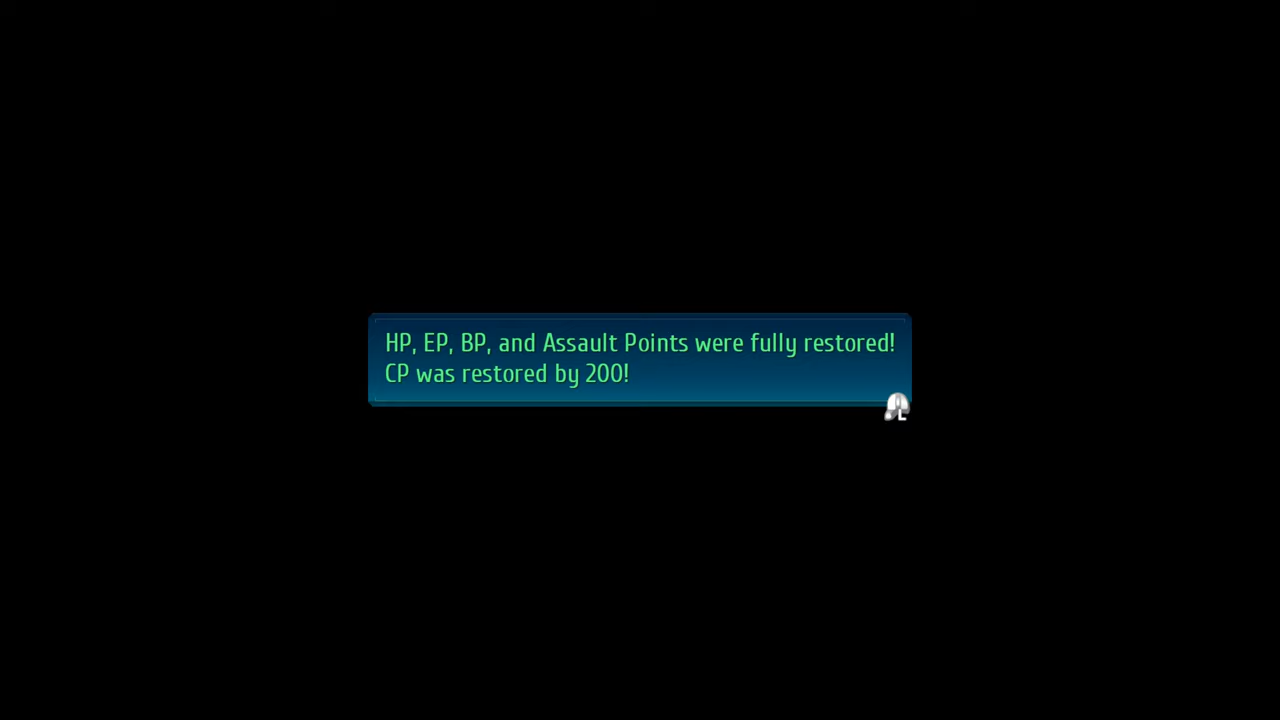 HP, EP, BP, and Assault Points were fully restored!
CP was restored by 200!
L